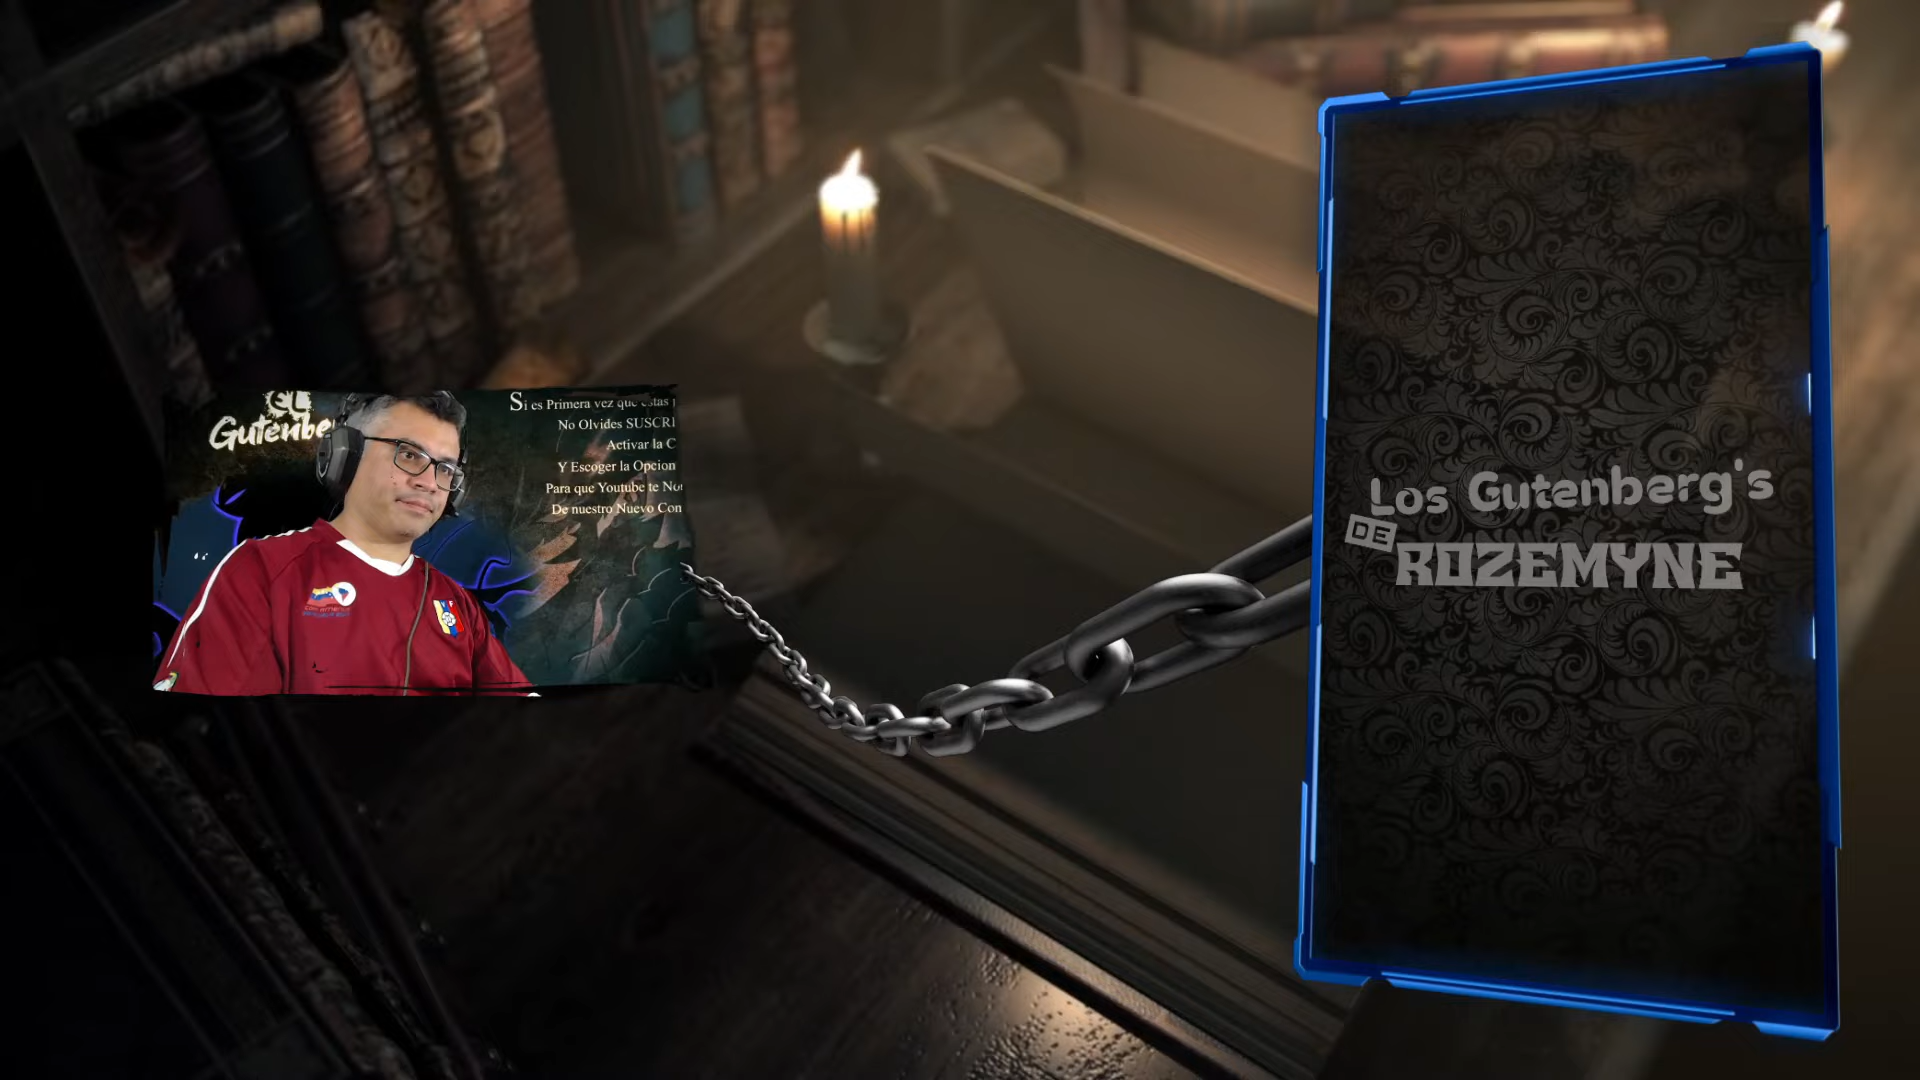 EL
Gutenbe
Si es Primera vez que estas
No Olvides SUSCRI
Activar la C
Y Escoger la Opcion
Para que Youtube te No
De nuestro Nuevo Con
Los Gutenberg's
DE
ROZEMYNE